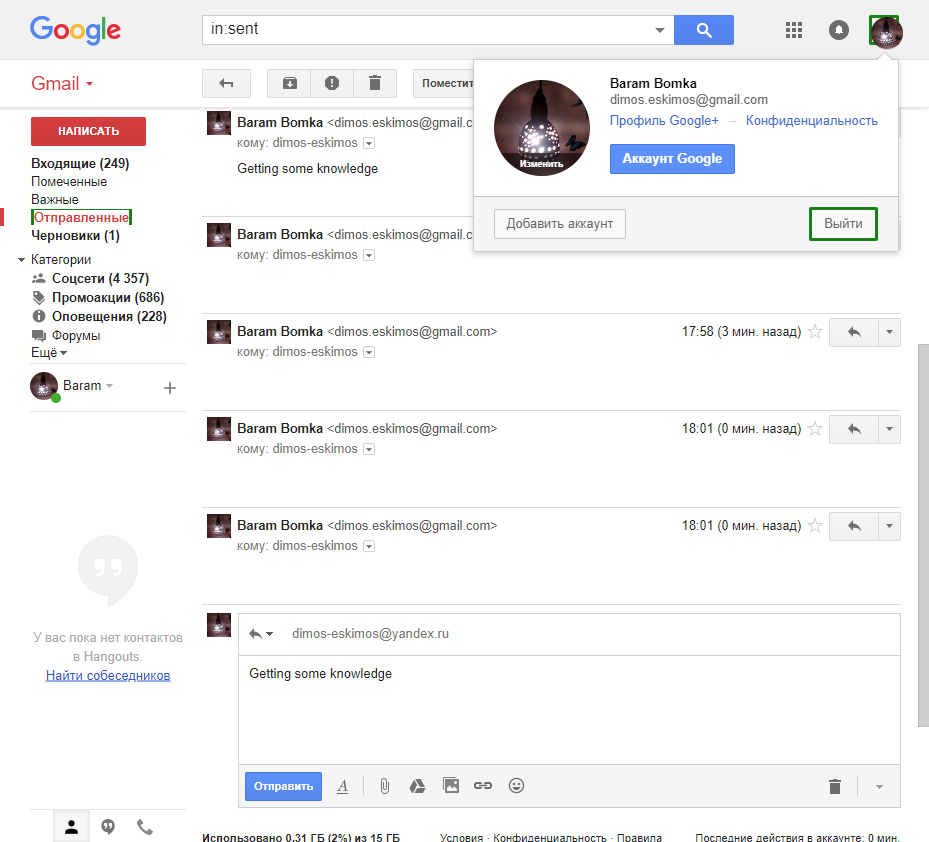 Google
in:sent
Gmail
Поместит
НАПИСАТЬ
Входящие (249)
Помеченные
Важные
Отправленные
Черновики (1)
Категории
Соцсети (4 357)
Промоакции (686)
Оповещения (228)
Форумы
Ещё
Baram
У вас пока нет контактов
в Hangouts.
Найти собеседников
Baram Bomka
dimos.eskimos@gmail.com
Профиль Google+ – Конфиденциальность
Изменить
Аккаунт Google
Добавить аккаунт
Выйти
Baram Bomka <dimos.eskimos@gmail.c
кому: dimos-eskimos
Getting some knowledge
Baram Bomka <dimos.eskimos@gmail.c
кому: dimos-eskimos
Baram Bomka <dimos.eskimos@gmail.com> 17:58 (3 мин. назад)
кому: dimos-eskimos
Baram Bomka <dimos.eskimos@gmail.com> 18:01 (0 мин. назад)
кому: dimos-eskimos
Baram Bomka <dimos.eskimos@gmail.com> 18:01 (0 мин. назад)
кому: dimos-eskimos
dimos-eskimos@yandex.ru
Getting some knowledge
Отправить A
Использовано 0,31 ГБ (2%) из 15 ГБ
Условия · Конфиденциальность · Правила
Последние действия в аккаунте: 0 мин.